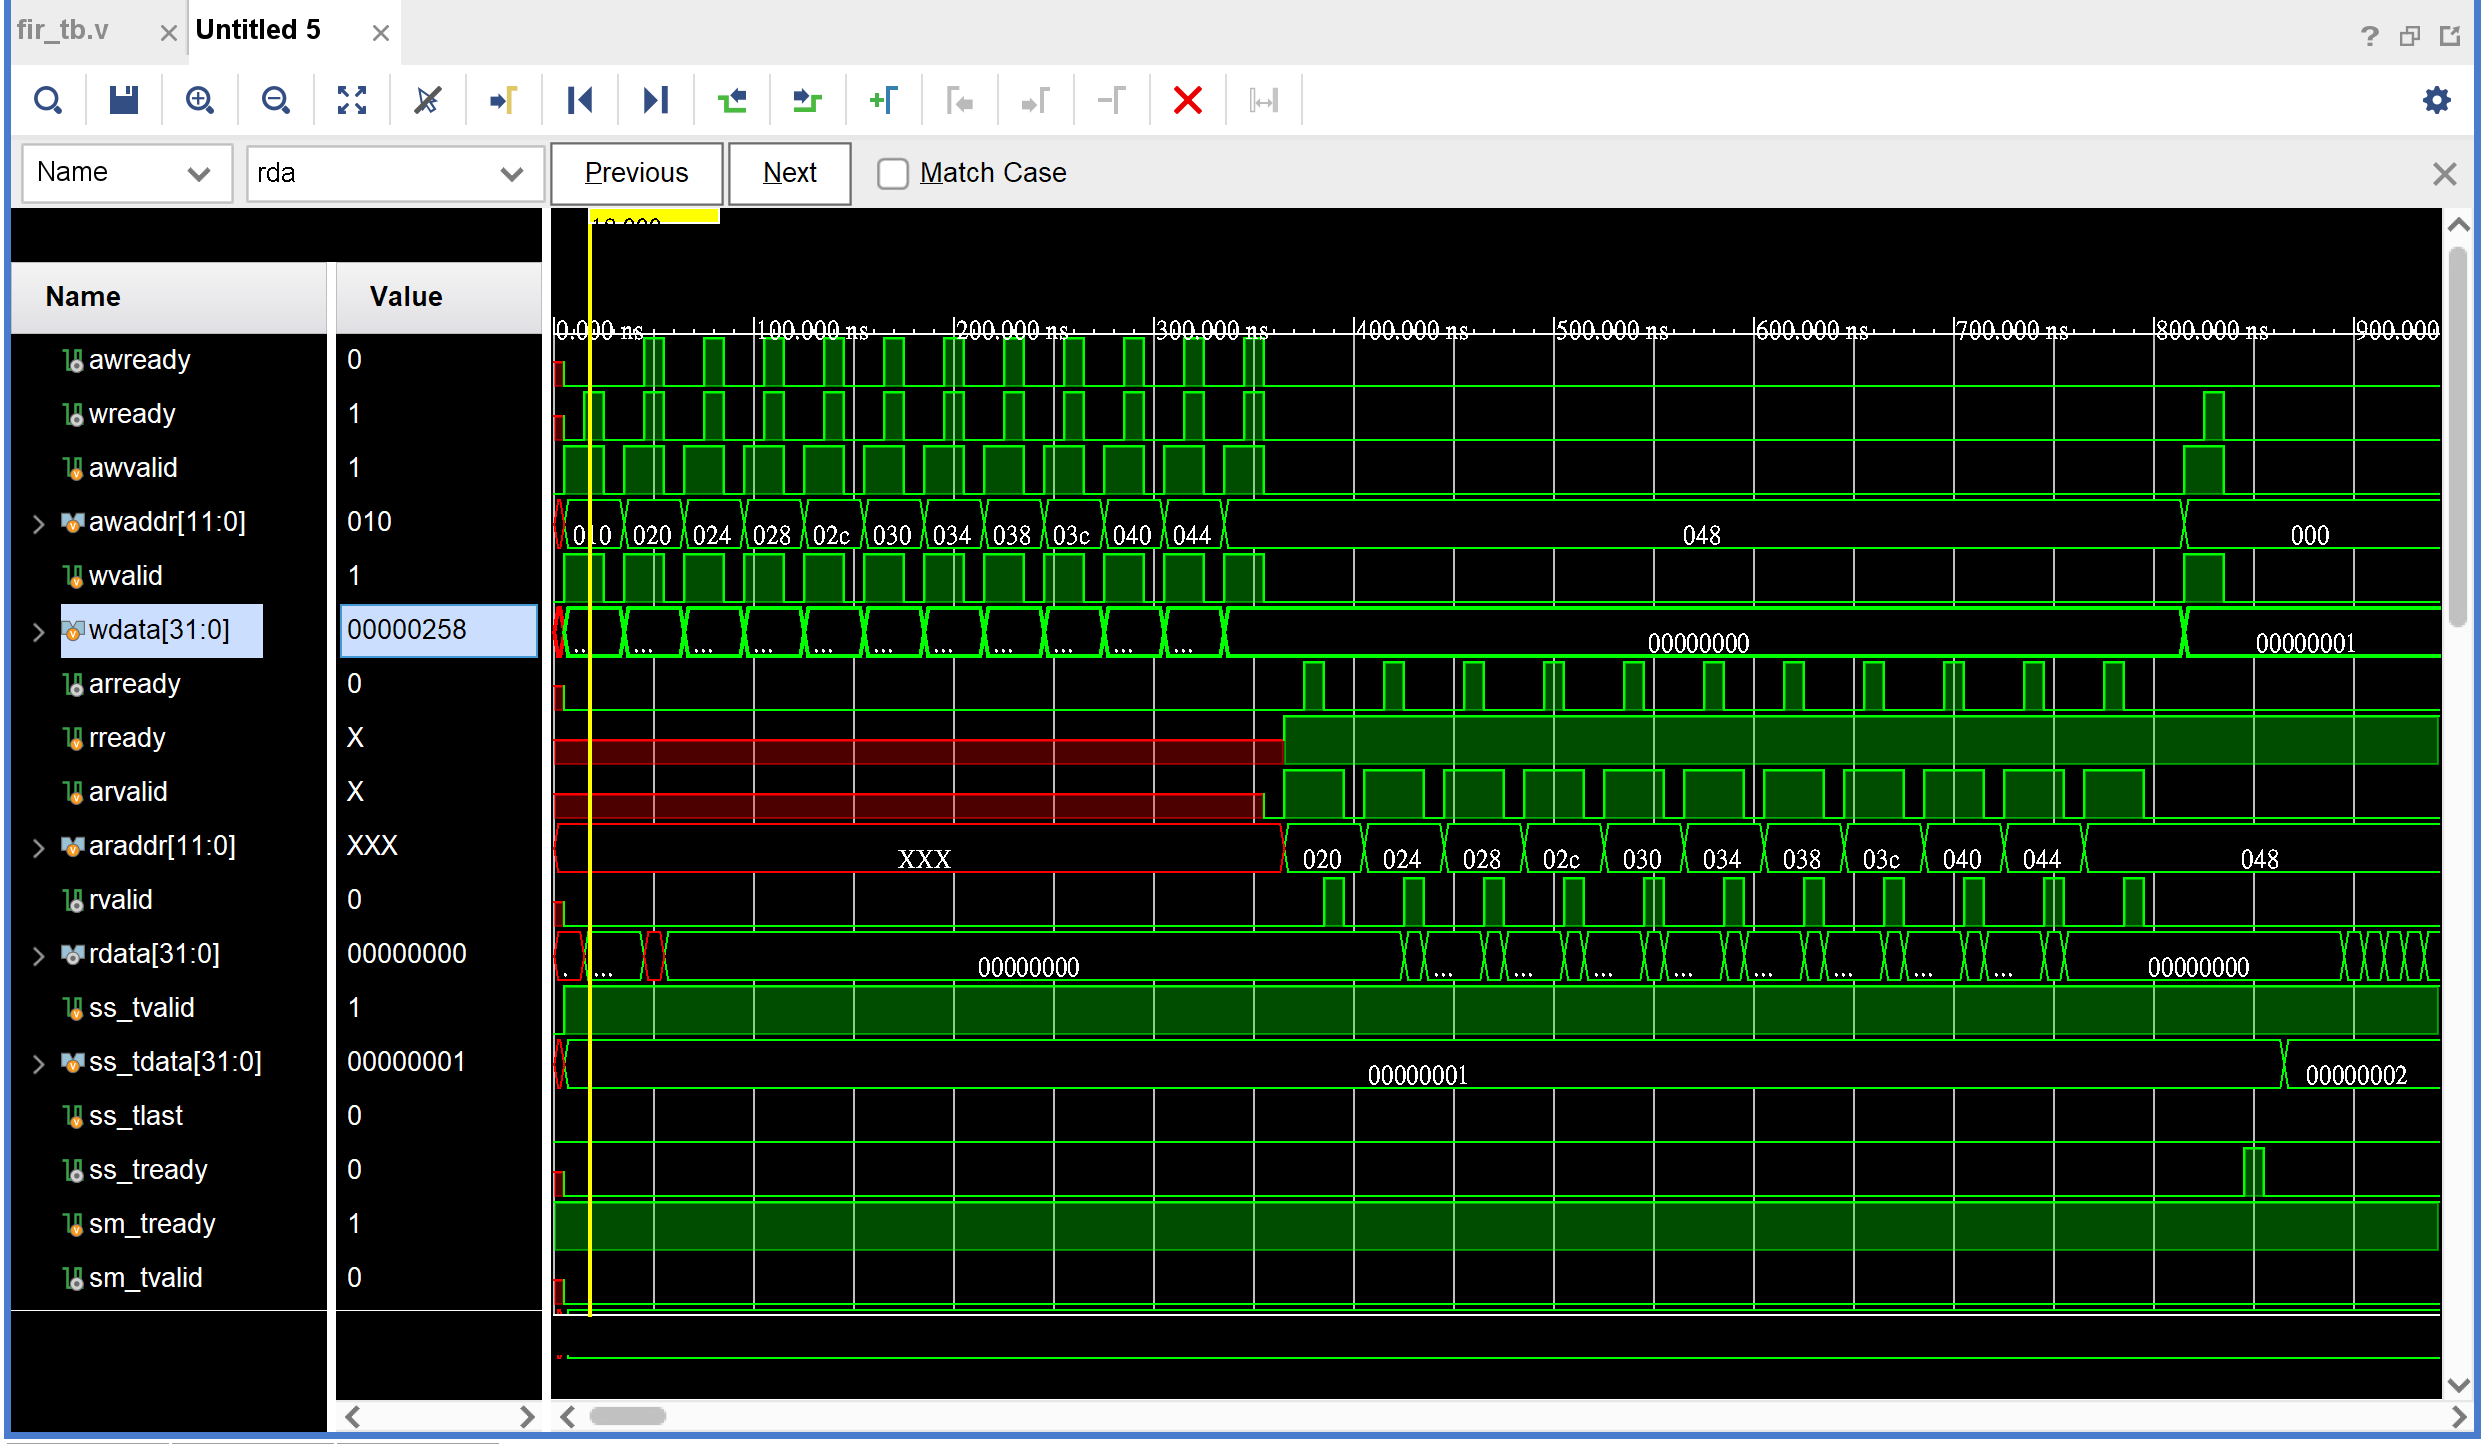 fir_tb.v
Untitled 5
Name
rda
Previous
Next
Match Case
Name Value
0.000 ns 100.000 ns 200.000 ns 300.000 ns 400.000 ns 500.000 ns 600.000 ns 700.000 ns 800.000 ns 900.000
awready 0
wready 1
awvalid 1
awaddr[11:0] 010 010 020 024 028 02c 030 034 038 03c 040 044 048 000
wvalid 1
wdata[31:0] 00000258 ... ... ... ... ... ... ... ... ... ... ... 00000000 00000001
arready 0
rready X
arvalid X
araddr[11:0] XXX XXX 020 024 028 02c 030 034 038 03c 040 044 048
rvalid 0
rdata[31:0] 00000000 . ... 00000000 ... ... ... ... ... ... ... ... 00000000
ss_tvalid 1
ss_tdata[31:0] 00000001 00000001 00000002
ss_tlast 0
ss_tready 0
sm_tready 1
sm_tvalid 0